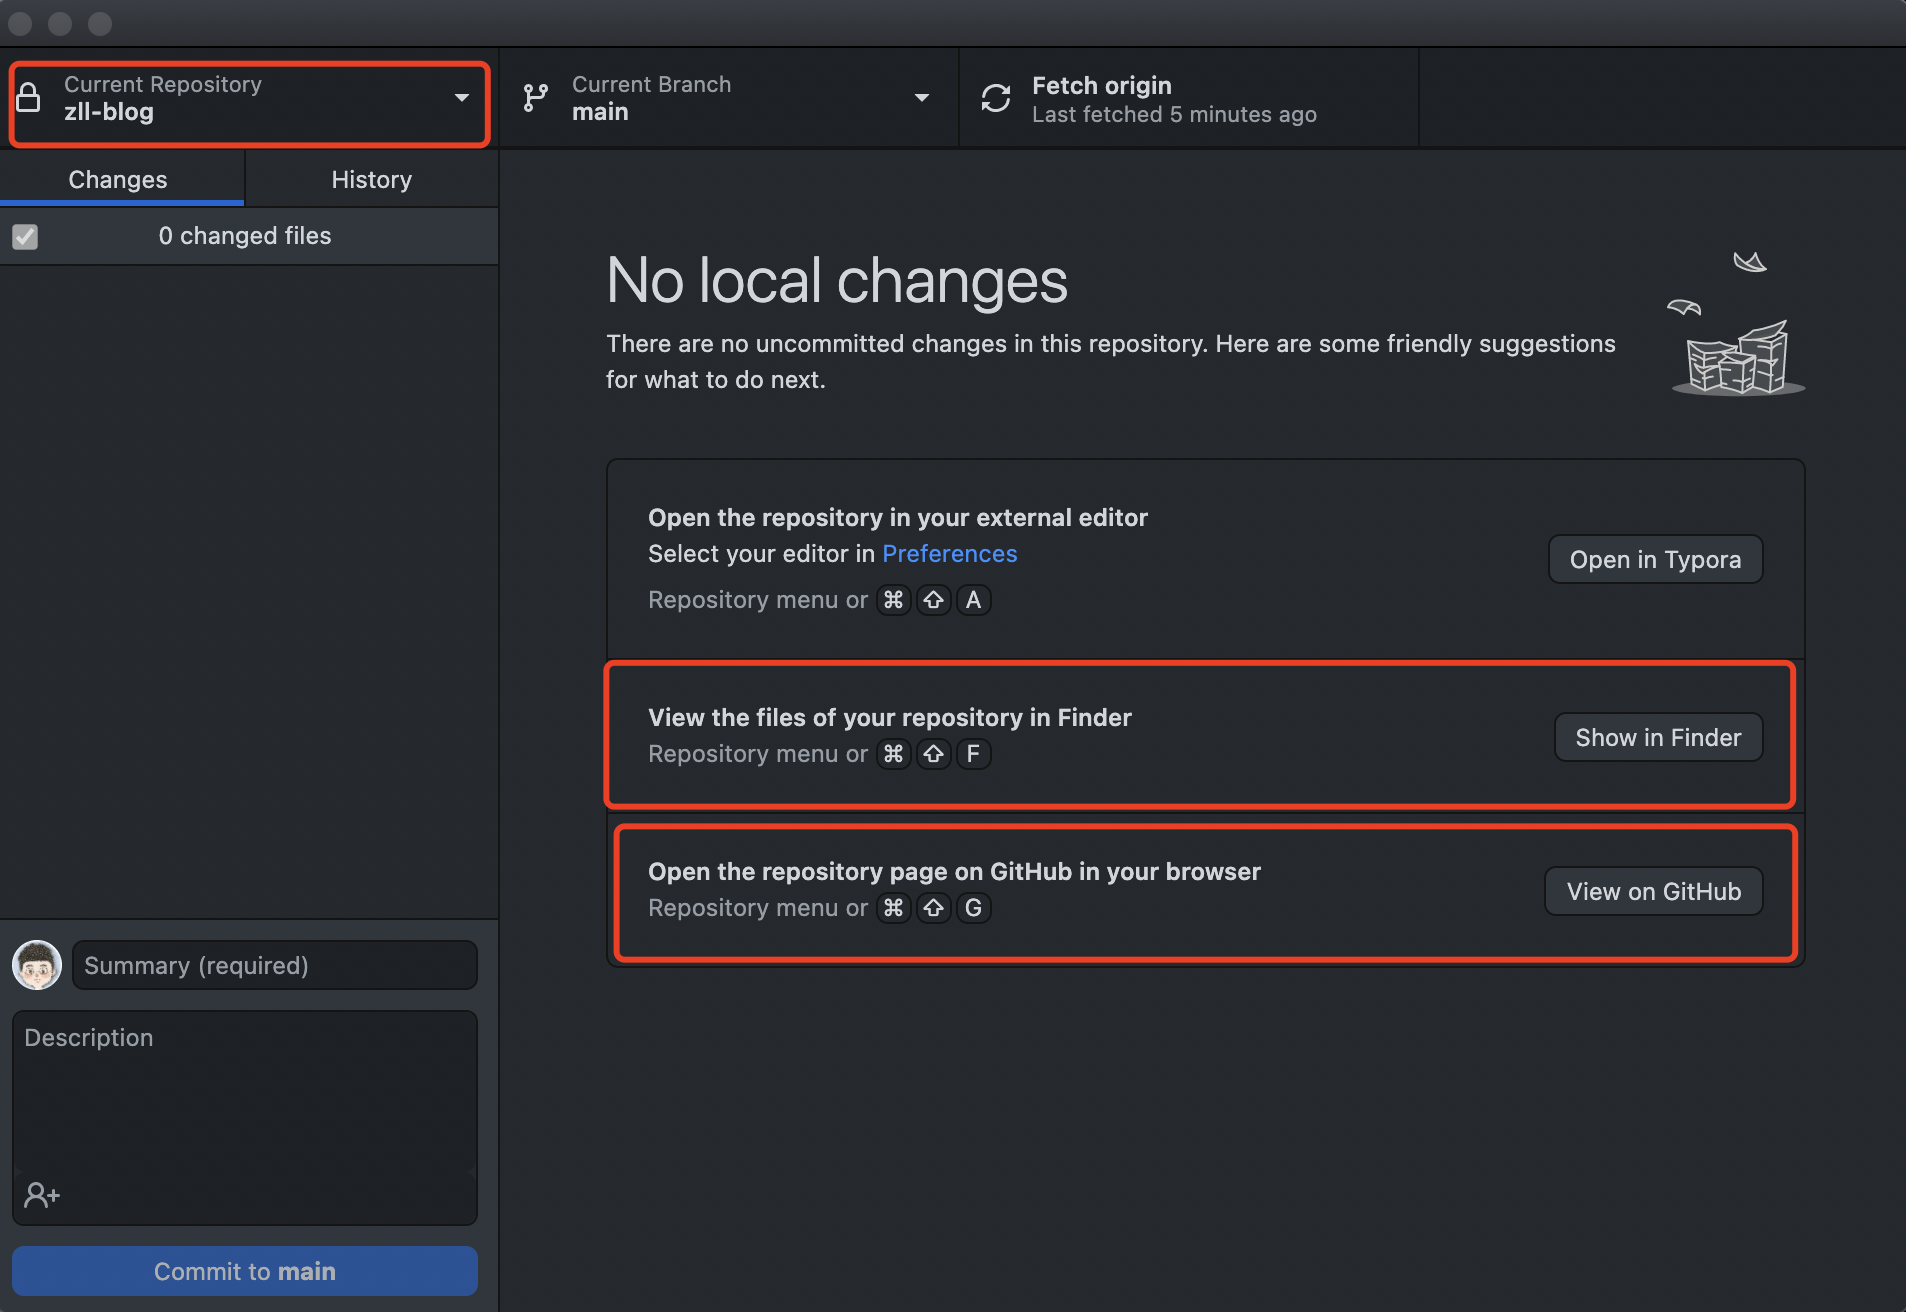 Current Repository
zll-blog
Current Branch
main
Fetch origin
Last fetched 5 minutes ago
Changes
History
0 changed files
No local changes
There are no uncommitted changes in this repository. Here are some friendly suggestions
for what to do next.
Open the repository in your external editor
Select your editor in Preferences
Repository menu or ⌘ ⇧ A
Open in Typora
View the files of your repository in Finder
Repository menu or ⌘ ⇧ F
Show in Finder
Open the repository page on GitHub in your browser
Repository menu or ⌘ ⇧ G
View on GitHub
Summary (required)
Description
Commit to main